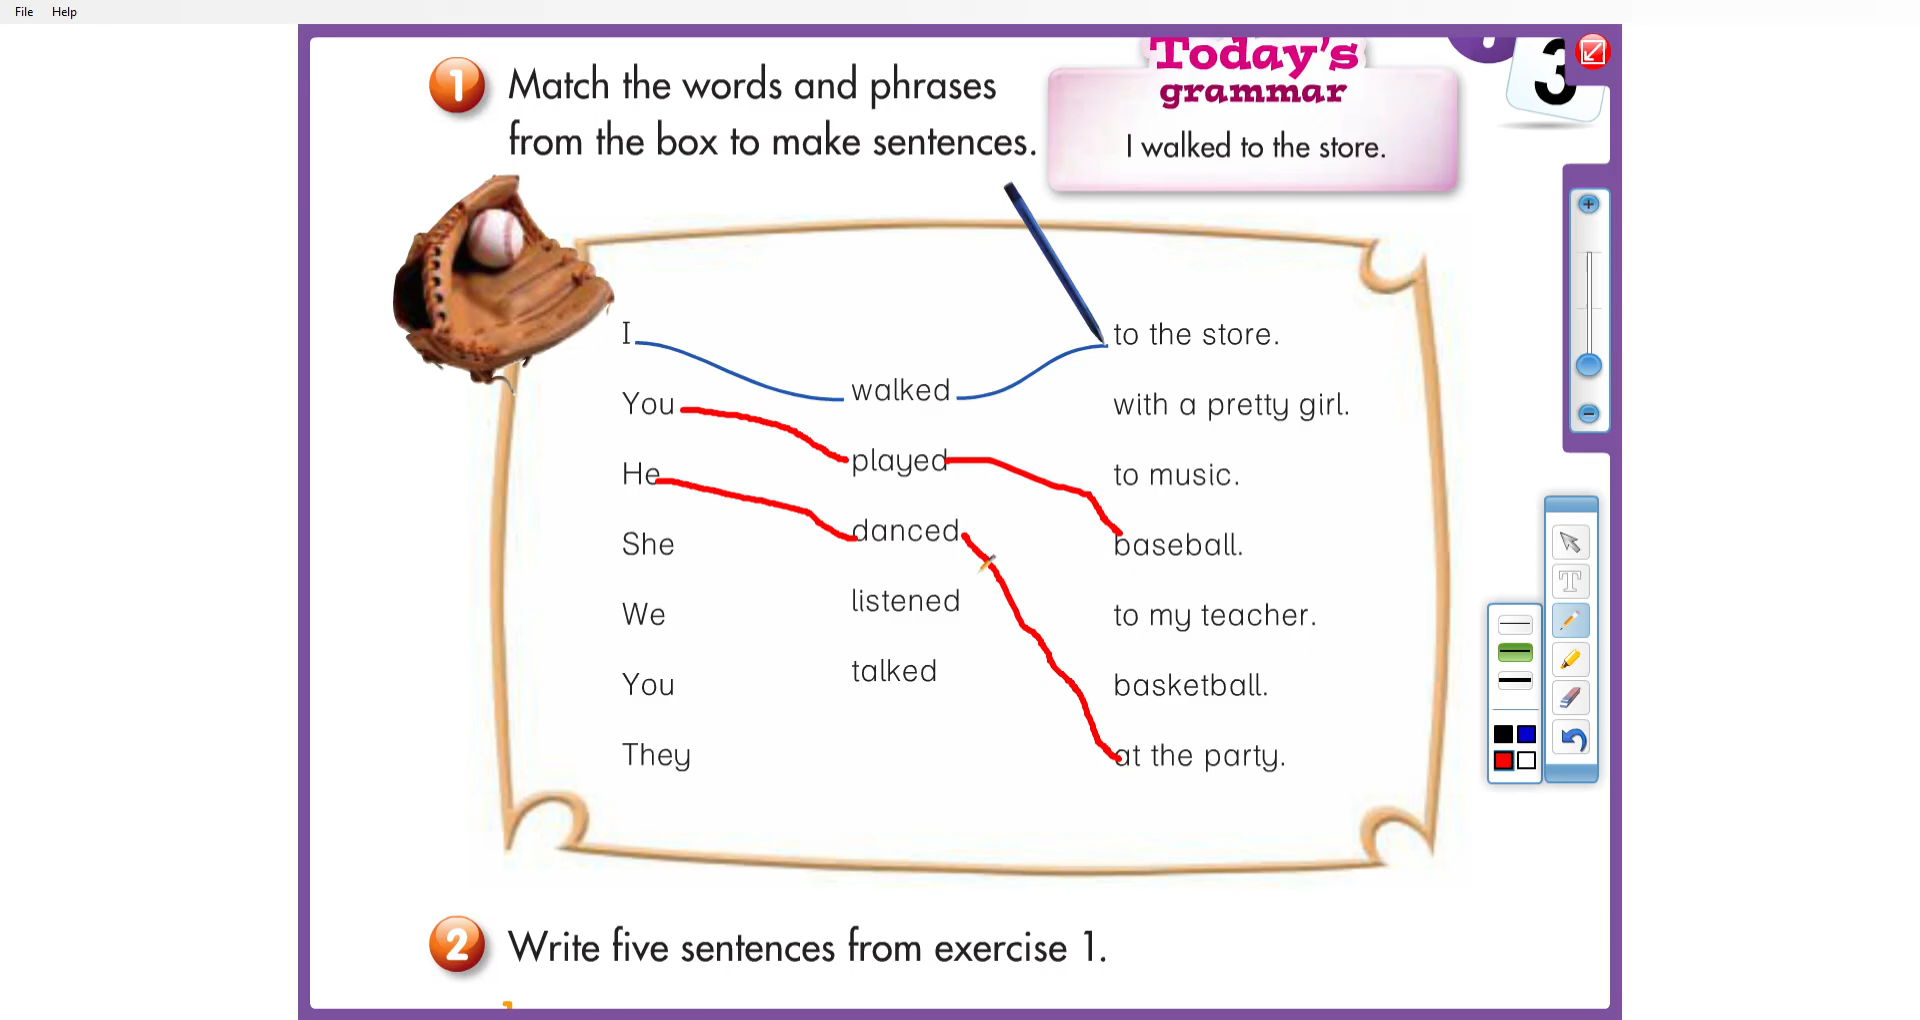 File Help
1 Match the words and phrases
from the box to make sentences.
Today's
grammar
I walked to the store.
3
I
walked
to the store.
You
played
with a pretty girl.
He
danced
to music.
She
listened
baseball.
We
talked
to my teacher.
You
basketball.
They
at the party.
2 Write five sentences from exercise 1.
T